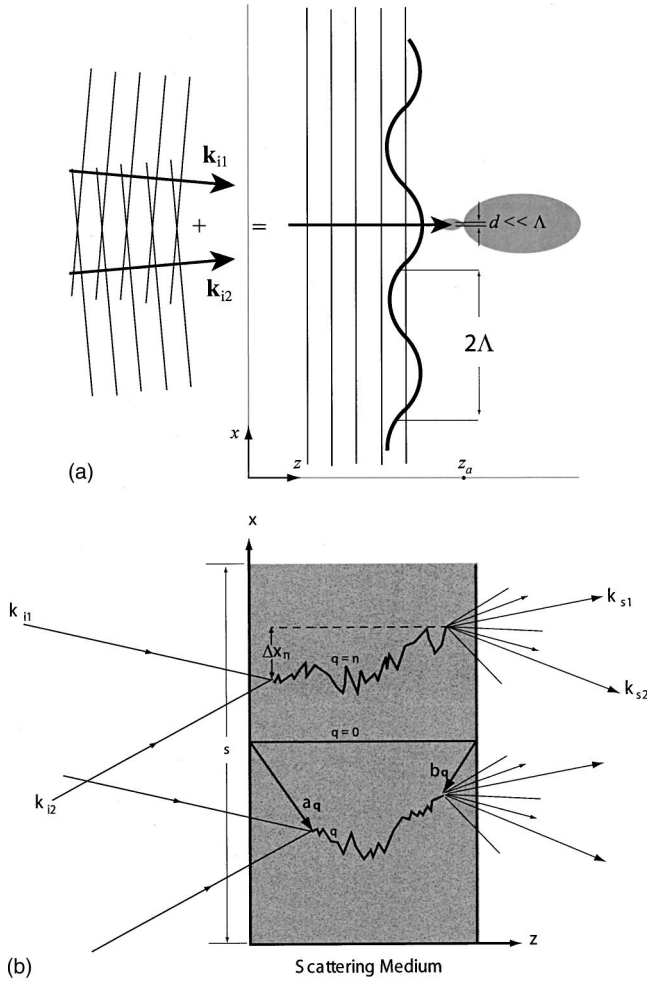 k_i1
+
=
d << Λ
k_i2
2Λ
x
z
z_a
(a)
x
k_i1
k_s1
Δx_n
q = n
k_s2
q = 0
s
b_q
k_i2
a_q
q
z
(b)
Scattering Medium